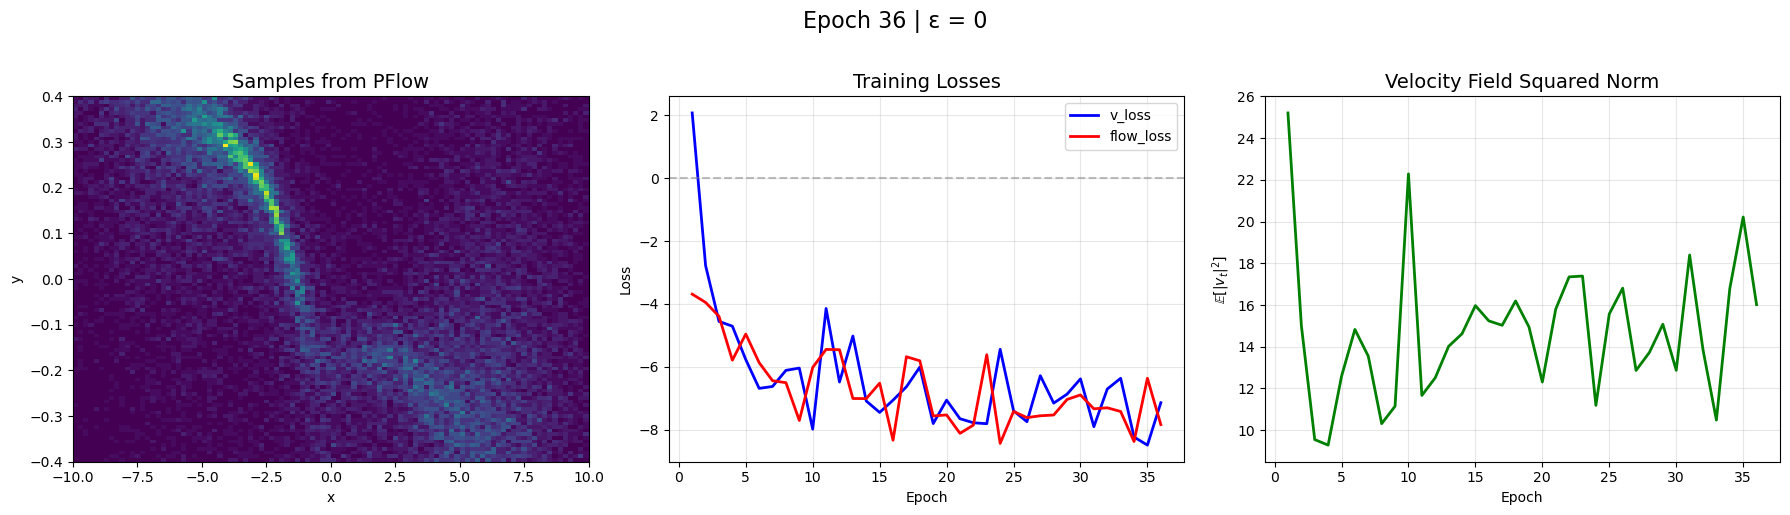 Epoch 36 | ε = 0
Samples from PFlow
0.4
0.3
0.2
0.1
0.0
−0.1
−0.2
−0.3
−0.4
y
−10.0 −7.5 −5.0 −2.5 0.0 2.5 5.0 7.5 10.0
x
Training Losses
v_loss
flow_loss
2
0
−2
−4
−6
−8
Loss
0 5 10 15 20 25 30 35
Epoch
Velocity Field Squared Norm
26
24
22
20
18
16
14
12
10
𝔼[|v_t|²]
0 5 10 15 20 25 30 35
Epoch